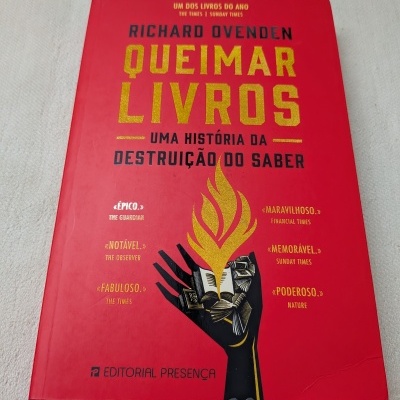 UM DOS LIVROS DO ANO
THE TIMES | SUNDAY TIMES
RICHARD OVENDEN
QUEIMAR
LIVROS
UMA HISTÓRIA DA
DESTRUIÇÃO DO SABER
«ÉPICO.»
THE GUARDIAN
«MARAVILHOSO.»
FINANCIAL TIMES
«NOTÁVEL.»
THE OBSERVER
«MEMORÁVEL.»
SUNDAY TIMES
«FABULOSO.»
THE TIMES
«PODEROSO.»
NATURE
EDITORIAL PRESENÇA